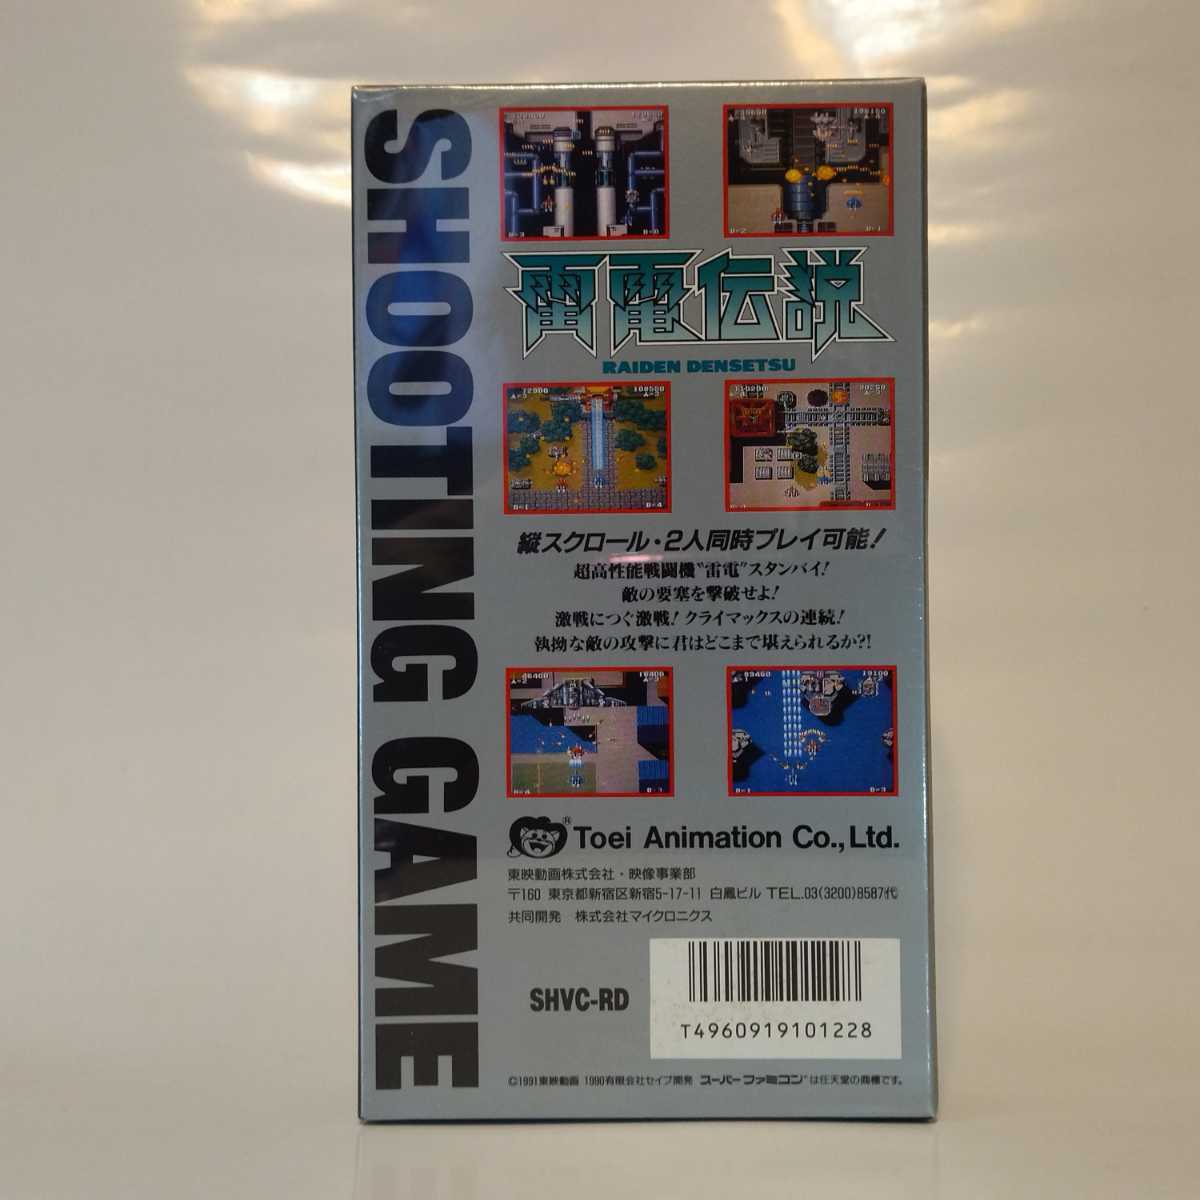 SHOOTING GAME
雷電伝説
RAIDEN DENSETSU
縦スクロール・2人同時プレイ可能！
超高性能戦闘機"雷電"スタンバイ！
敵の要塞を撃破せよ！
激戦につぐ激戦！クライマックスの連続！
執拗な敵の攻撃に君はどこまで堪えられるか?!
Toei Animation Co., Ltd.
東映動画株式会社・映像事業部
〒160 東京都新宿区新宿5-17-11 白鳳ビル TEL.03(3200)8587代
共同開発 株式会社マイクロニクス
SHVC-RD
T4960919101228
©1991東映動画 1990有限会社セイブ開発 スーパーファミコン™は任天堂の商標です。